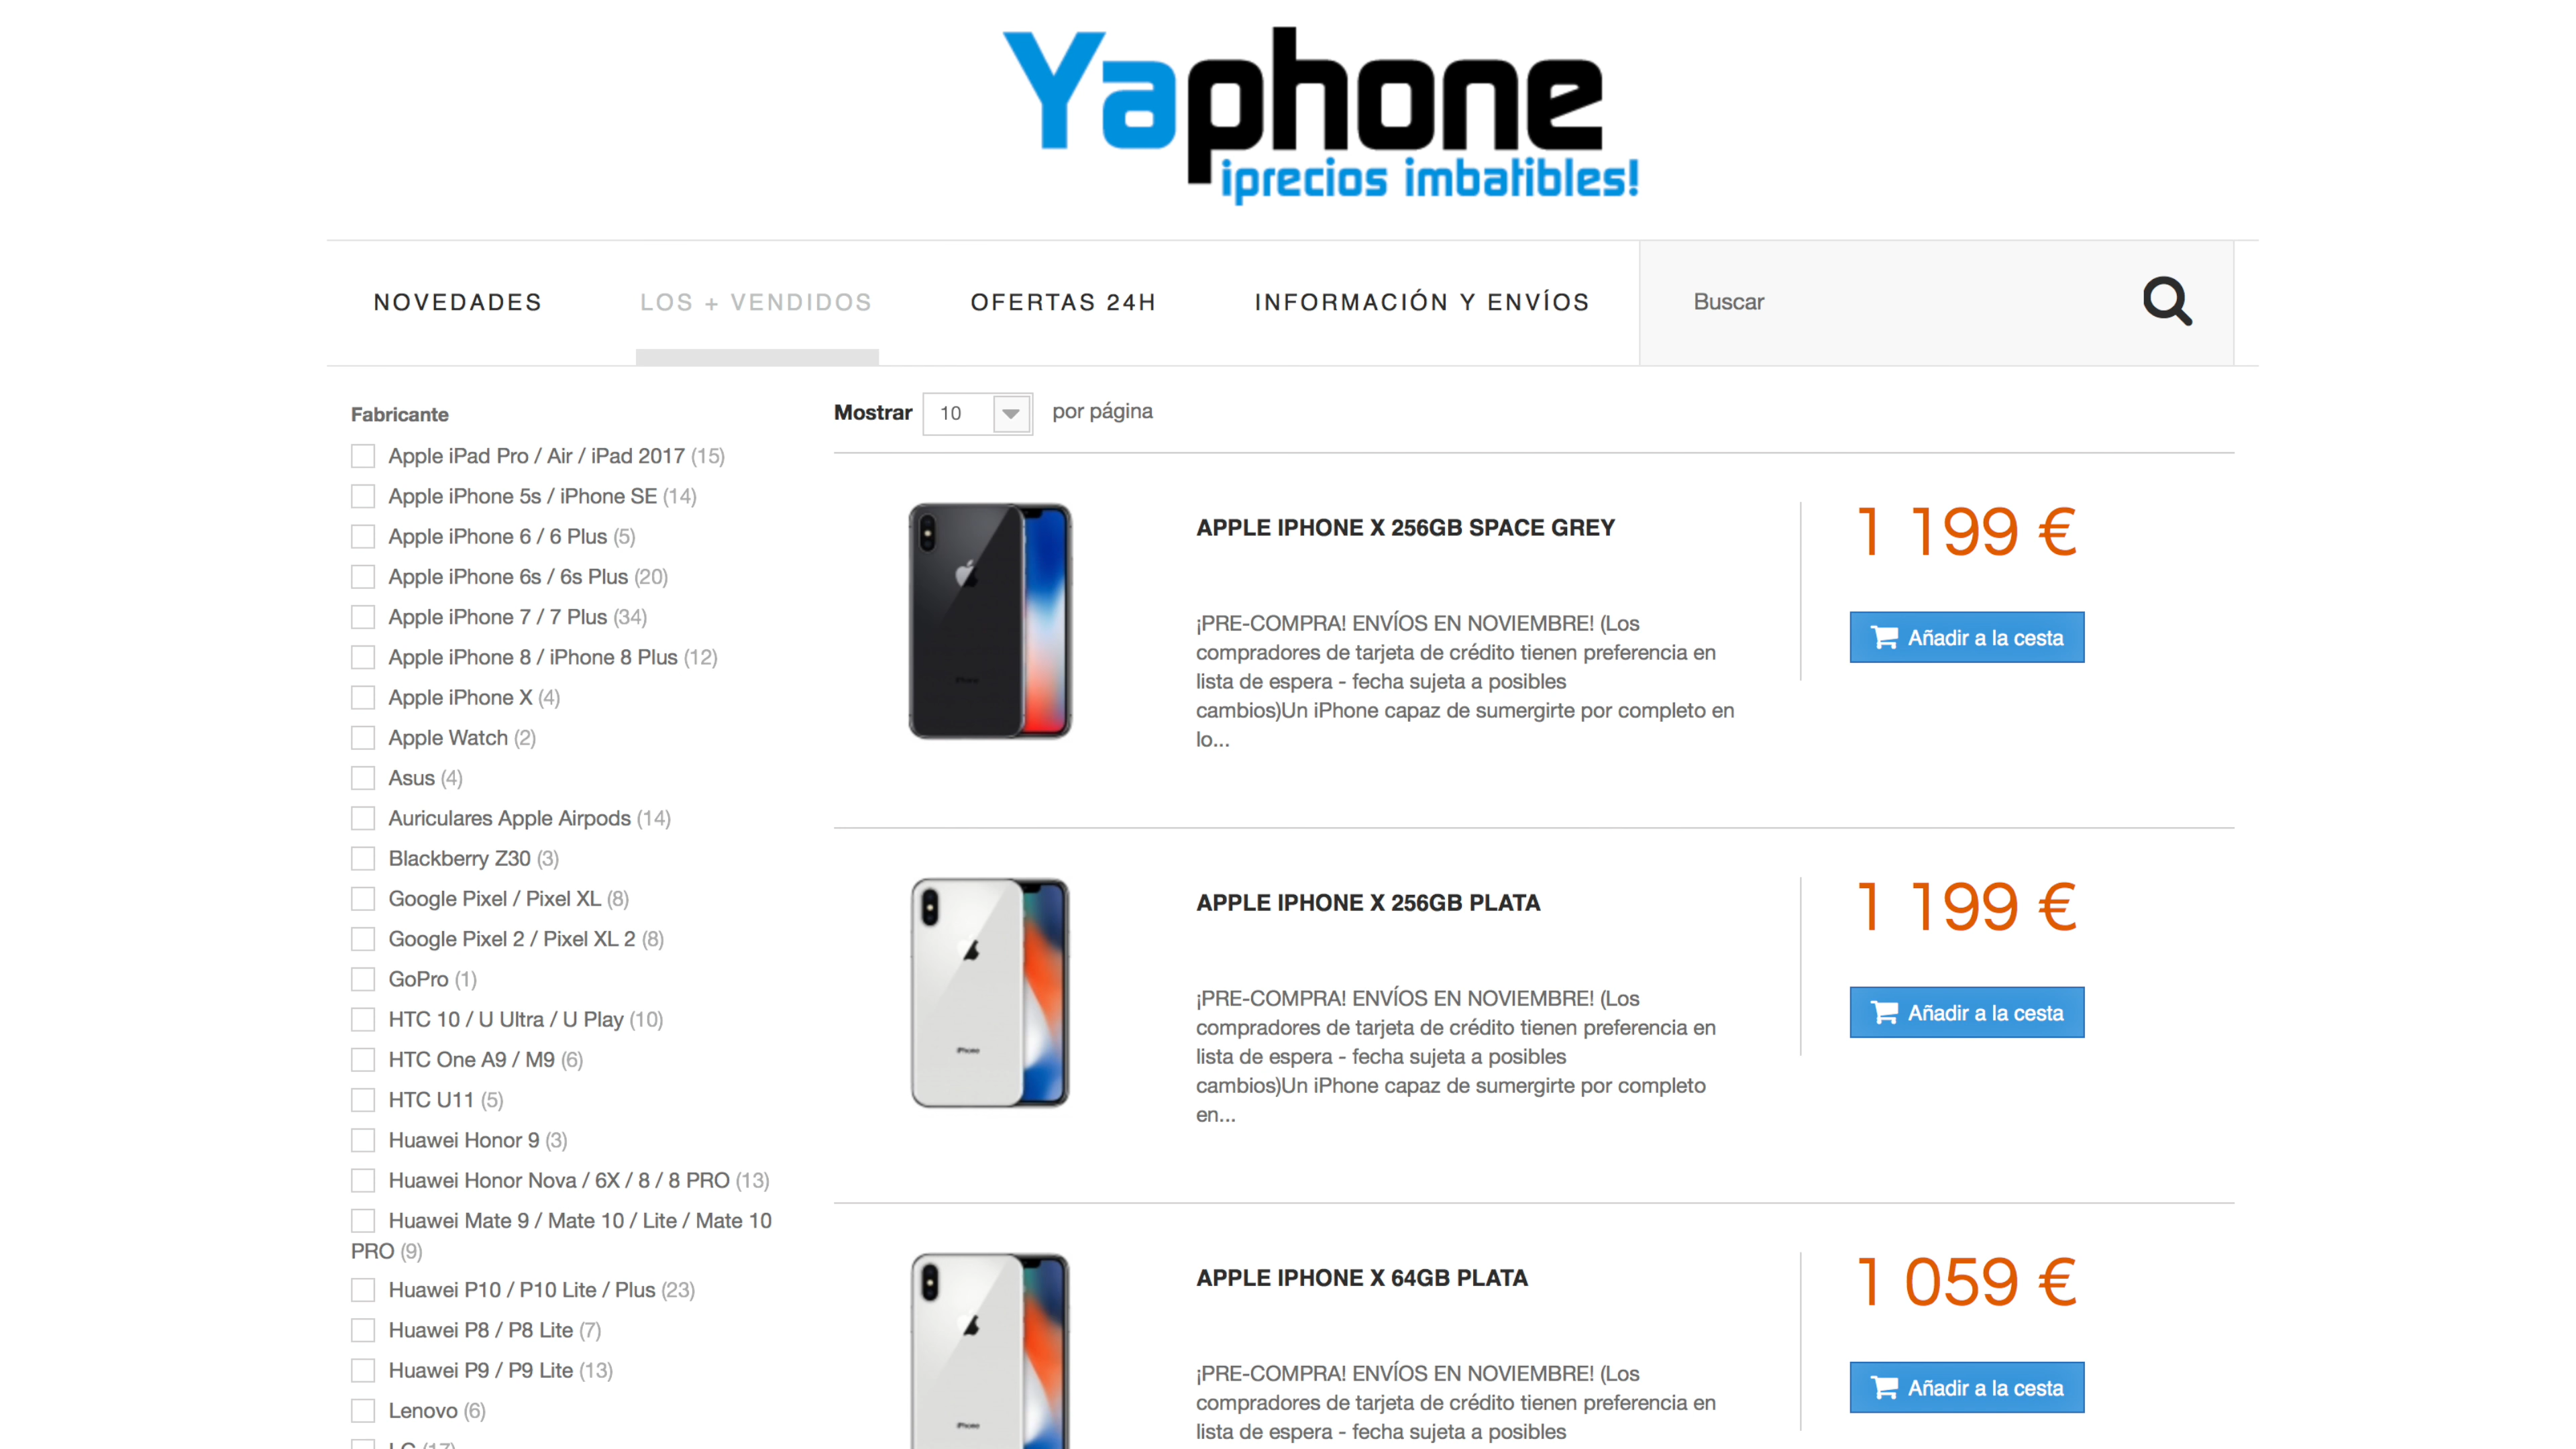 Yaphone
¡precios imbatibles!
NOVEDADES
LOS + VENDIDOS
OFERTAS 24H
INFORMACIÓN Y ENVÍOS
Buscar
Fabricante
Apple iPad Pro / Air / iPad 2017 (15)
Apple iPhone 5s / iPhone SE (14)
Apple iPhone 6 / 6 Plus (5)
Apple iPhone 6s / 6s Plus (20)
Apple iPhone 7 / 7 Plus (34)
Apple iPhone 8 / iPhone 8 Plus (12)
Apple iPhone X (4)
Apple Watch (2)
Asus (4)
Auriculares Apple Airpods (14)
Blackberry Z30 (3)
Google Pixel / Pixel XL (8)
Google Pixel 2 / Pixel XL 2 (8)
GoPro (1)
HTC 10 / U Ultra / U Play (10)
HTC One A9 / M9 (6)
HTC U11 (5)
Huawei Honor 9 (3)
Huawei Honor Nova / 6X / 8 / 8 PRO (13)
Huawei Mate 9 / Mate 10 / Lite / Mate 10
PRO (9)
Huawei P10 / P10 Lite / Plus (23)
Huawei P8 / P8 Lite (7)
Huawei P9 / P9 Lite (13)
Lenovo (6)
LG (17)
Mostrar 10 por página
APPLE IPHONE X 256GB SPACE GREY
¡PRE-COMPRA! ENVÍOS EN NOVIEMBRE! (Los
compradores de tarjeta de crédito tienen preferencia en
lista de espera - fecha sujeta a posibles
cambios)Un iPhone capaz de sumergirte por completo en
lo...
1 199 €
Añadir a la cesta
iPhone
APPLE IPHONE X 256GB PLATA
¡PRE-COMPRA! ENVÍOS EN NOVIEMBRE! (Los
compradores de tarjeta de crédito tienen preferencia en
lista de espera - fecha sujeta a posibles
cambios)Un iPhone capaz de sumergirte por completo
en...
1 199 €
Añadir a la cesta
iPhone
APPLE IPHONE X 64GB PLATA
¡PRE-COMPRA! ENVÍOS EN NOVIEMBRE! (Los
compradores de tarjeta de crédito tienen preferencia en
lista de espera - fecha sujeta a posibles
1 059 €
Añadir a la cesta
iPhone